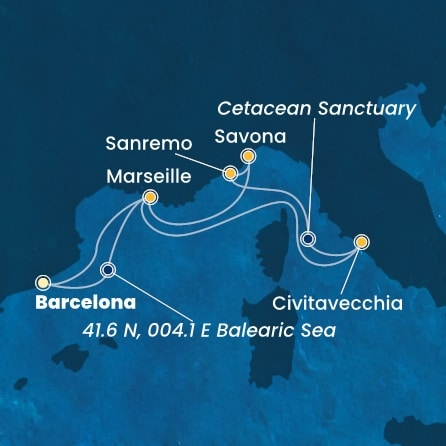 Cetacean Sanctuary
Savona
Sanremo
Marseille
Barcelona
Civitavecchia
41.6 N, 004.1 E Balearic Sea